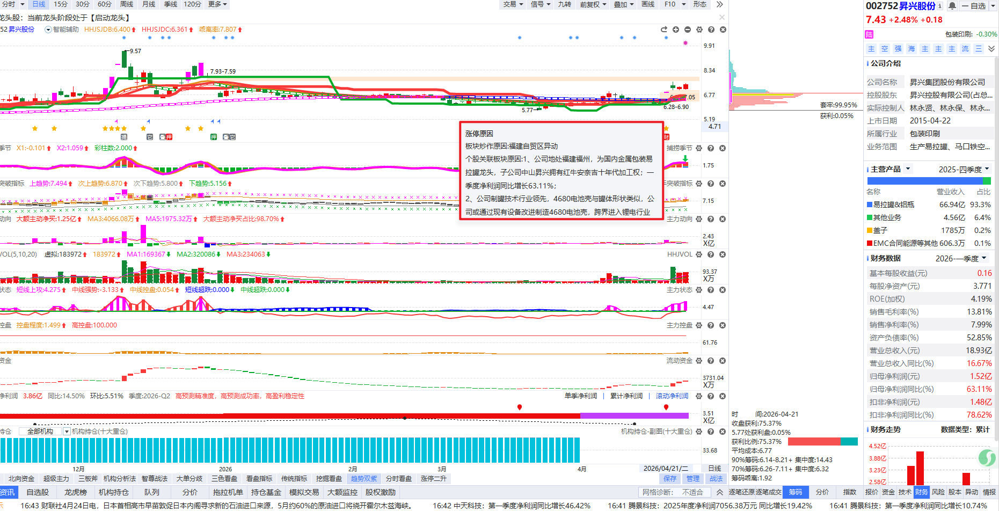 分时 日线 15分 30分 60分 周线 月线 季线 120分 更多 交易 信号 九转 前复权 叠加 画线 F10 形态
龙头股：当前龙头阶段处于【启动龙头】
52 昇兴股份 智能辅助 HHJSJDB:6.400 HHJSJDC:6.361 乖离率:7.807
9.57
7.93-7.59
5.77
6.28-6.90
9.91
8.34
6.77
5.19
4.71
涨停原因
板块炒作原因:福建自贸区异动
个股关联板块原因:1、公司地处福建福州，为国内金属包装易
拉罐龙头，子公司中山昇兴拥有红牛安奈吉十年代加工权；一
季度净利润同比增长63.11%；
2、公司制罐技术行业领先，4680电池壳与罐体形状类似，公
司或通过现有设备改进制造4680电池壳，跨界进入锂电行业
季节 X1:-0.101 X2:1.059 彩柱数:2.000 捕捞季节
1.75
突破指标 上趋势:7.494 次上趋势:6.870 次下趋势:5.800 下趋势:5.156 突破指标
7.15
动向 大额主动净买:1.25亿 MA3:4066.08万 MA5:1975.32万 大额主动净买占比:98.70% 主力动向
2.43
X亿
VOL(5,10,20) 虚拟:183972 183972 MA1:169367 MA2:320086 MA3:234063 HHJVOL
93.37
X万
状态 短线上攻:4.275 中线强势:-3.133 中线控盘:0.054 短线超跌:0.000 中线超跌:0.000 主力状态
4.47
控盘 控盘程度:1.499 高控盘:100.000 主力控盘
61.76
资金 流动资金
3731.04
X万
净利润 3.86亿 同比:14.50% 环比:5.51% 季度:2026-Q2 高预测精准度，高预测成功率，高盈利稳定性 单季净利润 | 累计净利润 | 滚动净利润
3.51
X亿
持仓 全部机构 机构持仓(十大重仓) 机构持仓-副图(十大重仓)
33.68
12月 2026 2月 3月 4月 2026/04/21/二 日线
北向资金 超级主力 三板斧 机构分析法 智尊战法 大单分歧 三色看盘 看盘指标 传统指标 挖掘看盘 趋势双紫 分时看盘 涨停二升 保存 管理 战法
资讯 自选股 龙虎榜 机构持仓 队列 分价 拖拉机单 持仓基金 模拟交易 大额监控 股权激励 网格诊断: 不适合 逐笔还原 逐笔成交 筹码 分价 指数 报价 资金 技术 财务 风险 股本 异动 情报
16:43 财联社4月24日电，日本首相高市早苗敦促日本内阁寻求新的石油进口来源，5月约60%的原油进口将绕开霍尔木兹海峡。 16:42 中天科技：第一季度净利润同比增长46.42% 16:41 腾景科技：2025年度净利润7056.38万元 同比增长19.42% 16:41 腾景科技：第一季度净利润同比增长10.74%
套牢:99.95%
获利:0.05%
时 间:2026-04-21
收盘获利:75.37%
5.77处获利盘:0.05%
获利比例:75.37%
平均成本:6.77
90%筹码:6.14-8.21+ 集中度:14.43
70%筹码:6.26-7.11+ 集中度:6.32
筹码乖离:1.92
002752 昇兴股份 自选
7.43 +2.48% +0.18
陆 包装印刷: -0.30%
主 空 强 海 主 主 主 流 三
公司介绍
公司名称 昇兴集团股份有限公司
控股股东 昇兴控股有限公司(占总...
实际控制人 林永贤、林永保、林永...
上市日期 2015-04-22
所属行业 包装印刷
业务范围 生产易拉罐、马口铁空...
主营产品 2025-四季度
名称 营业收入 占比
易拉罐&铝瓶 66.94亿 93.3%
其他业务 4.56亿 6.4%
盖子 1785万 0.2%
EMC合同能源等其他 606.3万 0.1%
财务数据 2026-一季度
基本每股收益(元) 0.16
每股净资产(元) 3.771
ROE(加权) 4.19%
销售毛利率(%) 13.81%
销售净利率(%) 7.99%
资产负债率(%) 52.85%
营业总收入(元) 18.93亿
营业总收入同比(%) 16.67%
归母净利润(元) 1.52亿
归母净利润同比(%) 63.11%
扣非净利润(元) 1.48亿
扣非净利润同比(%) 78.62%
财务走势 数据类型： 累计
4.52亿
3.88亿
3.23亿
2.58亿